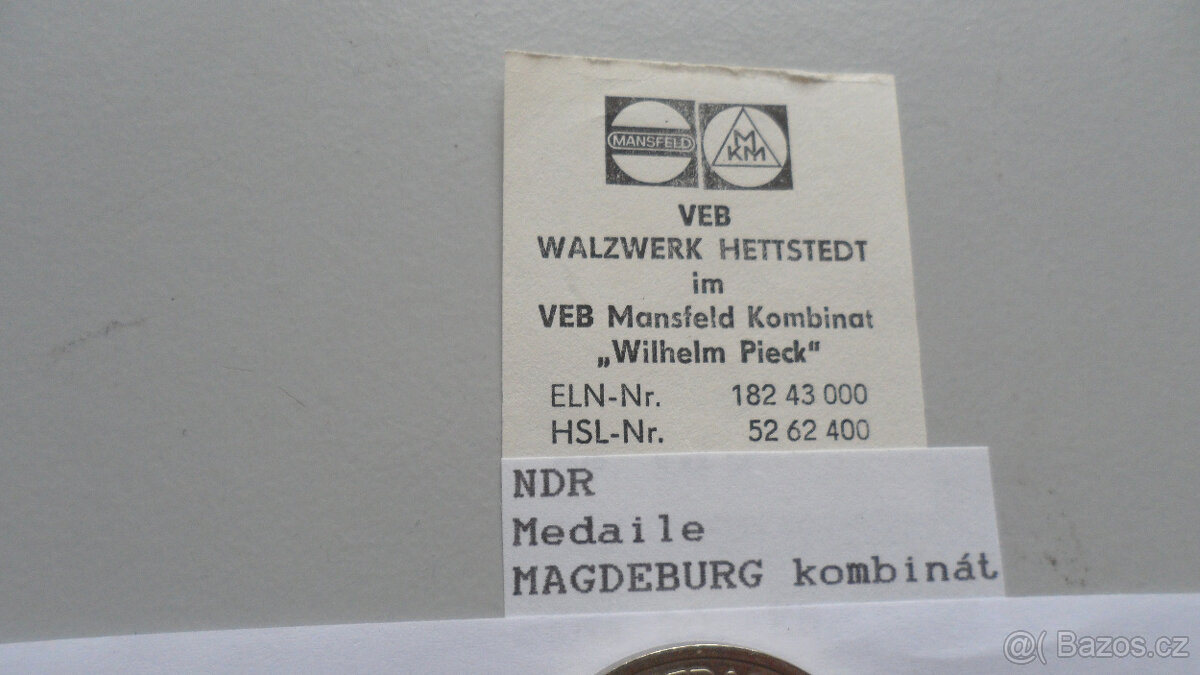 MANSFELD
M
KM
VEB
WALZWERK HETTSTEDT
im
VEB Mansfeld Kombinat
„Wilhelm Pieck“
ELN-Nr. 182 43 000
HSL-Nr. 52 62 400
NDR
Medaile
MAGDEBURG kombinát
@( Bazos.cz